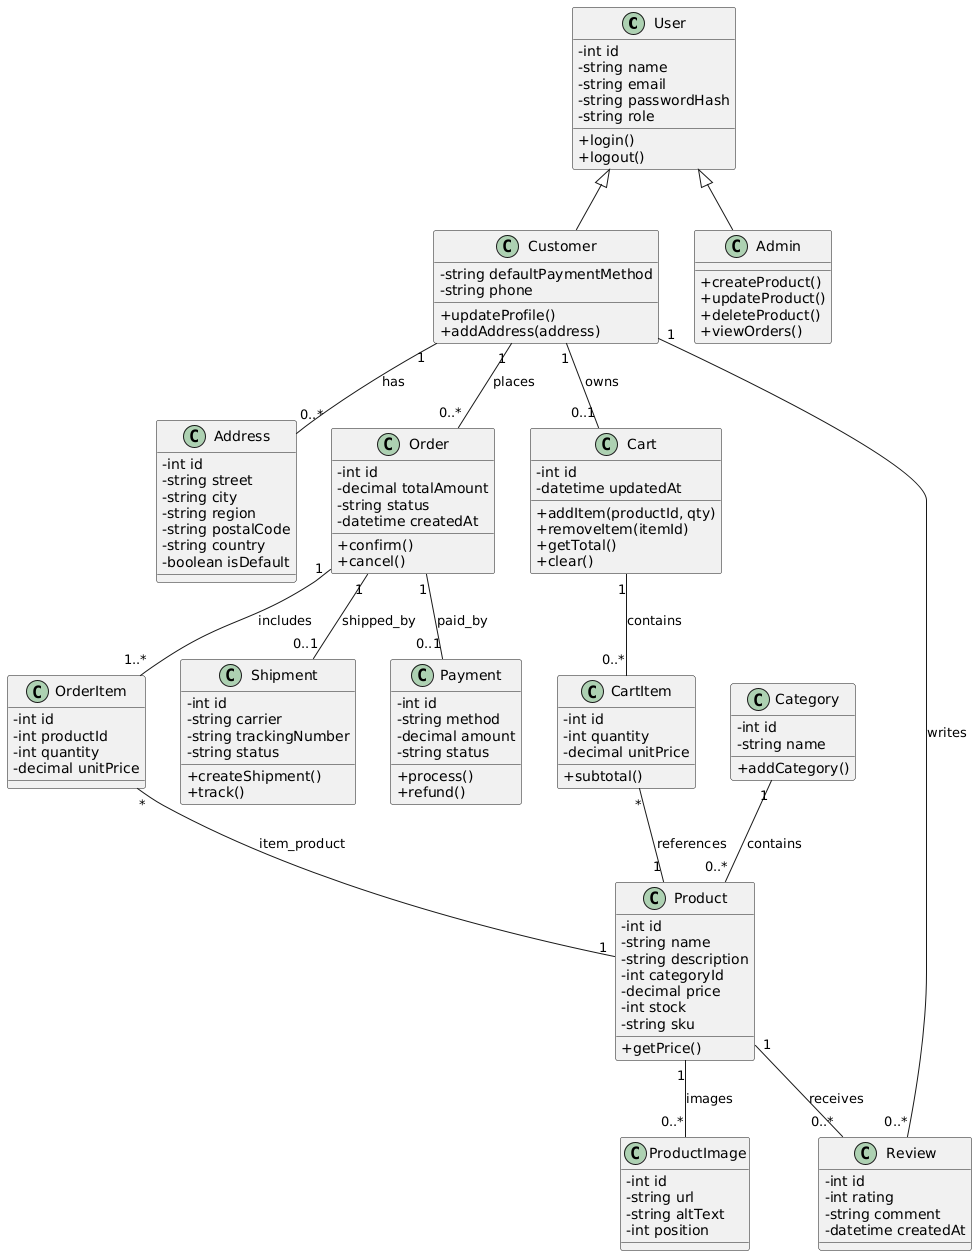 C User
-int id
-string name
-string email
-string passwordHash
-string role
+login()
+logout()
C Customer
-string defaultPaymentMethod
-string phone
+updateProfile()
+addAddress(address)
C Admin
+createProduct()
+updateProduct()
+deleteProduct()
+viewOrders()
1
has
0..*
1
places
0..*
1
owns
0..1
1
writes
0..*
C Address
-int id
-string street
-string city
-string region
-string postalCode
-string country
-boolean isDefault
C Order
-int id
-decimal totalAmount
-string status
-datetime createdAt
+confirm()
+cancel()
C Cart
-int id
-datetime updatedAt
+addItem(productId, qty)
+removeItem(itemId)
+getTotal()
+clear()
1
includes
1..*
1
shipped_by
0..1
1
paid_by
0..1
1
contains
0..*
C OrderItem
-int id
-int productId
-int quantity
-decimal unitPrice
C Shipment
-int id
-string carrier
-string trackingNumber
-string status
+createShipment()
+track()
C Payment
-int id
-string method
-decimal amount
-string status
+process()
+refund()
C CartItem
-int id
-int quantity
-decimal unitPrice
+subtotal()
C Category
-int id
-string name
+addCategory()
*
item_product
1
*
references
1
1
contains
0..*
C Product
-int id
-string name
-string description
-int categoryId
-decimal price
-int stock
-string sku
+getPrice()
1
images
0..*
1
receives
0..*
C ProductImage
-int id
-string url
-string altText
-int position
C Review
-int id
-int rating
-string comment
-datetime createdAt